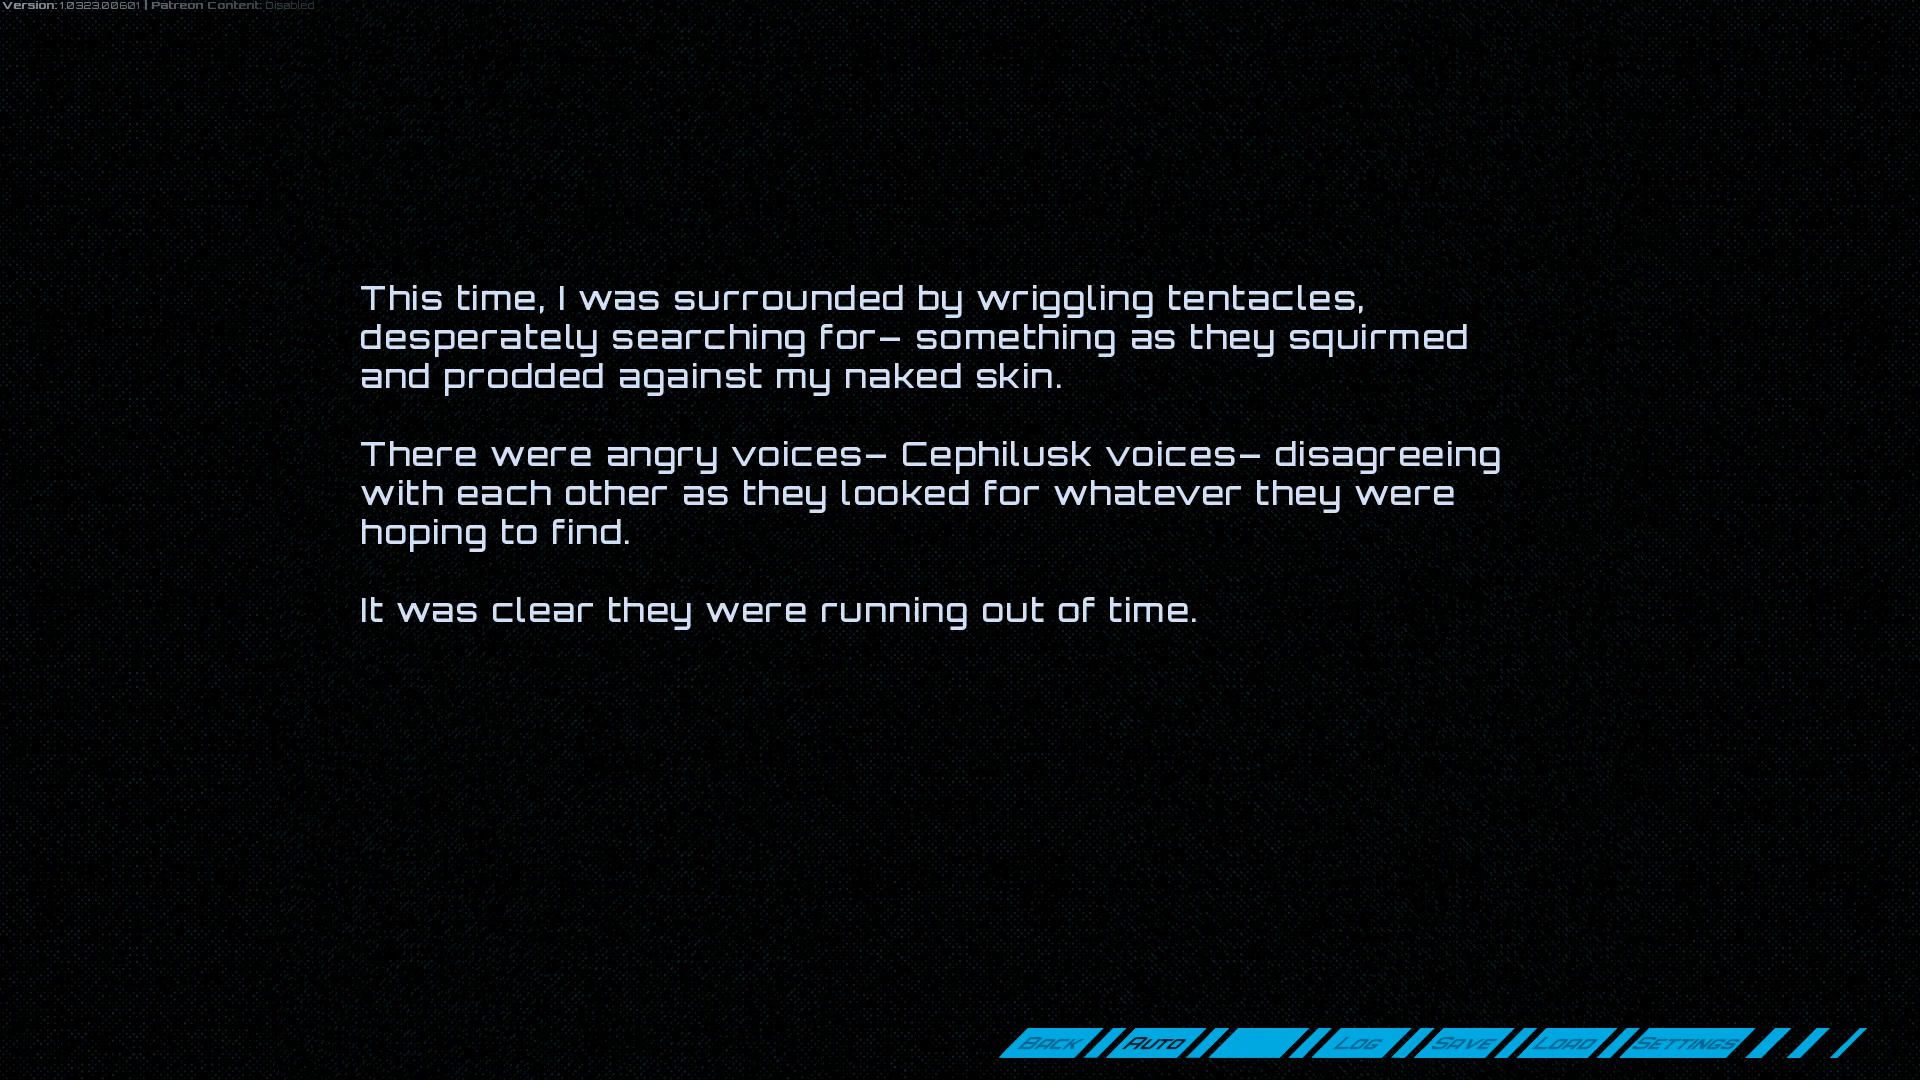 Version: 1.0323.00601 | Patreon Content: Disabled
This time, I was surrounded by wriggling tentacles,
desperately searching for– something as they squirmed
and prodded against my naked skin.
There were angry voices– Cephilusk voices– disagreeing
with each other as they looked for whatever they were
hoping to find.
It was clear they were running out of time.
Back Auto Log Save Load Settings